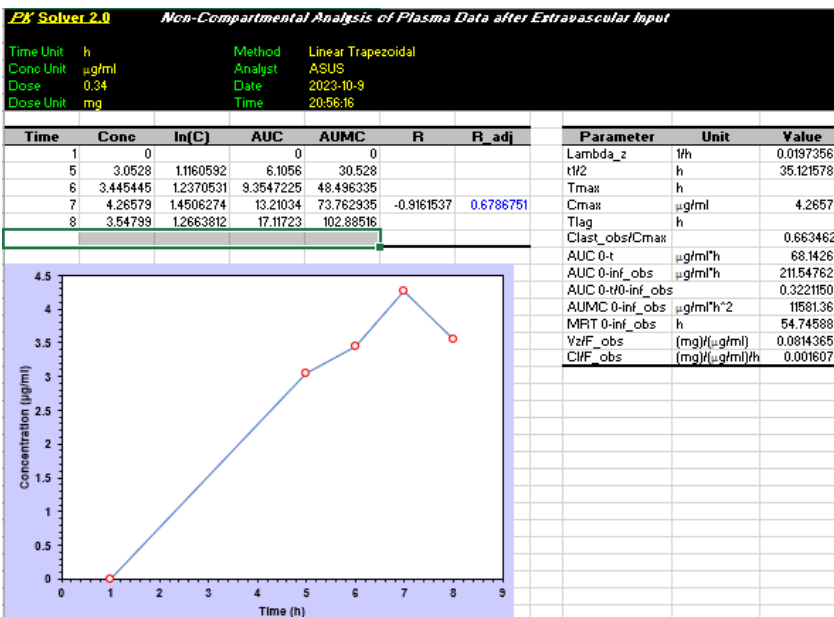 PK Solver 2.0 Non-Compartmental Analysis of Plasma Data after Extravascular Input
Time Unit h Method Linear Trapezoidal
Conc Unit µg/ml Analyst ASUS
Dose 0.34 Date 2023-10-9
Dose Unit mg Time 20:56:16
Time Conc ln(C) AUC AUMC R R_adj
1 0 0 0
5 3.0528 1.1160592 6.1056 30.528
6 3.445445 1.2370531 9.3547225 48.496335
7 4.26579 1.4506274 13.21034 73.762935 -0.9161537 0.6786751
8 3.54799 1.2663812 17.11723 102.88516
Parameter Unit Value
Lambda_z 1/h 0.0197356
t1/2 h 35.121578
Tmax h
Cmax µg/ml 4.2657
Tlag h
Clast_obs/Cmax 0.663462
AUC 0-t µg/ml*h 68.1426
AUC 0-inf_obs µg/ml*h 211.54762
AUC 0-t/0-inf_obs 0.3221150
AUMC 0-inf_obs µg/ml*h^2 11581.36
MRT 0-inf_obs h 54.74588
Vz/F_obs (mg)/(µg/ml) 0.0814365
Cl/F_obs (mg)/(µg/ml)/h 0.001607
4.5
4
3.5
3
2.5
2
1.5
1
0.5
0
Concentration (µg/ml)
0 1 2 3 4 5 6 7 8 9
Time (h)